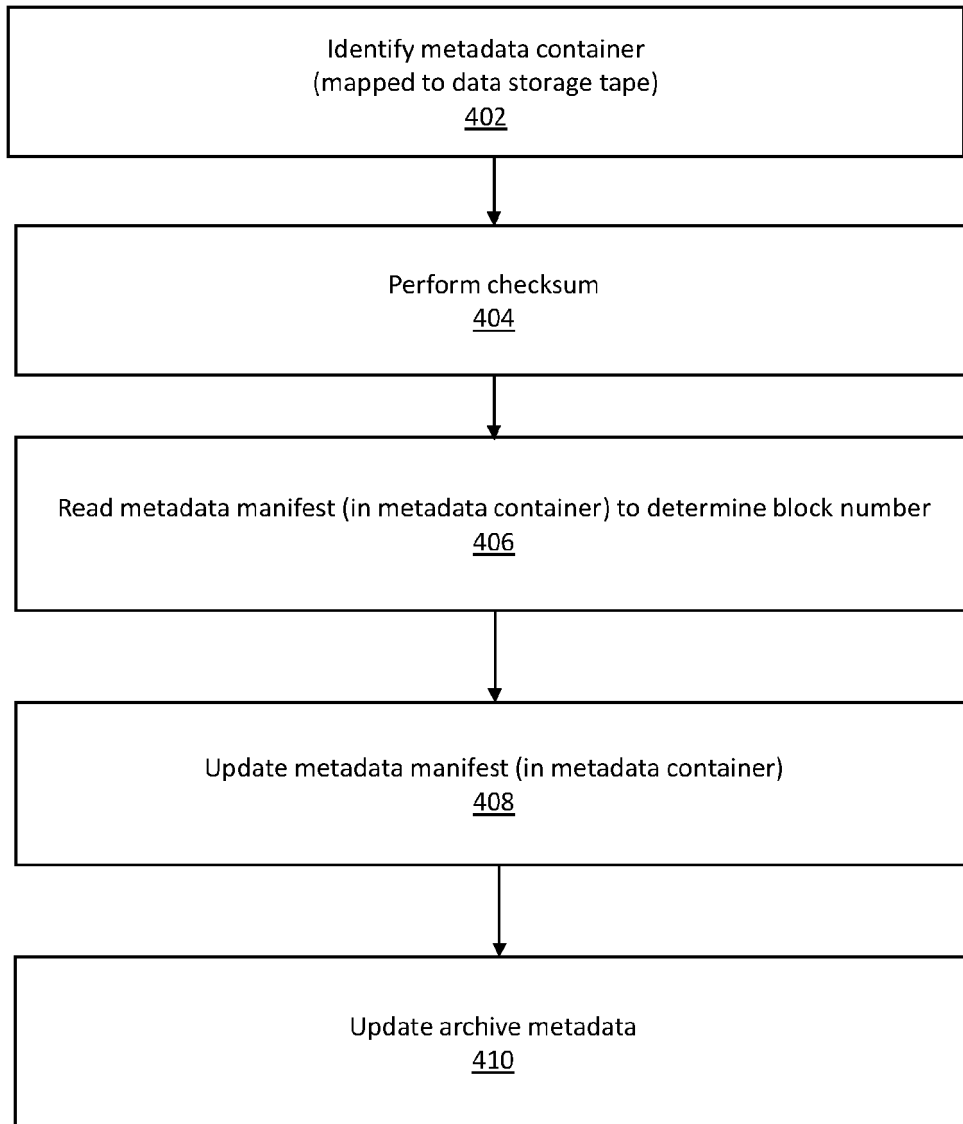 Identify metadata container
(mapped to data storage tape)
402
Perform checksum
404
Read metadata manifest (in metadata container) to determine block number
406
Update metadata manifest (in metadata container)
408
Update archive metadata
410